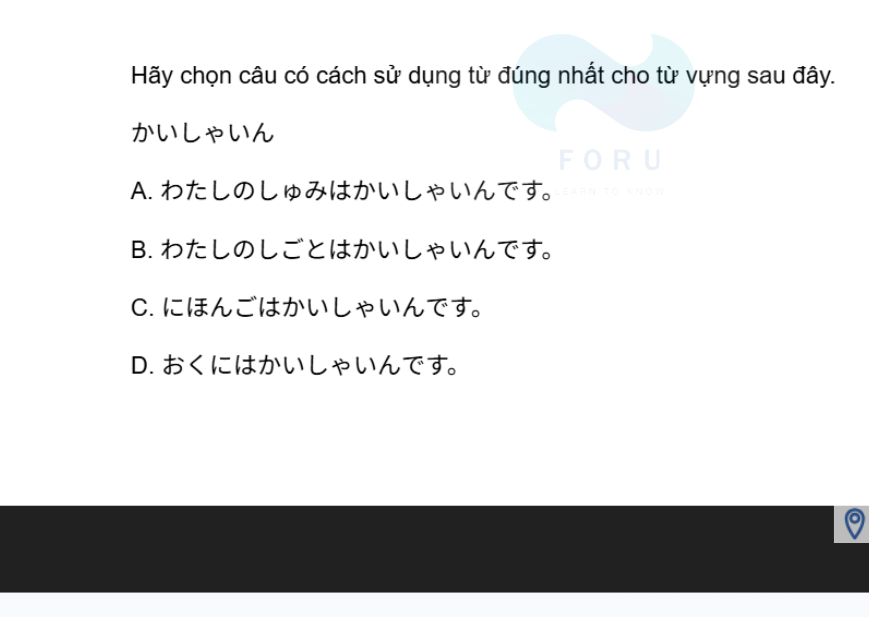 Hãy chọn câu có cách sử dụng từ đúng nhất cho từ vựng sau đây.
かいしゃいん
FORU
LEARN TO KNOW
A. わたしのしゅみはかいしゃいんです。
B. わたしのしごとはかいしゃいんです。
C. にほんごはかいしゃいんです。
D. おくにはかいしゃいんです。